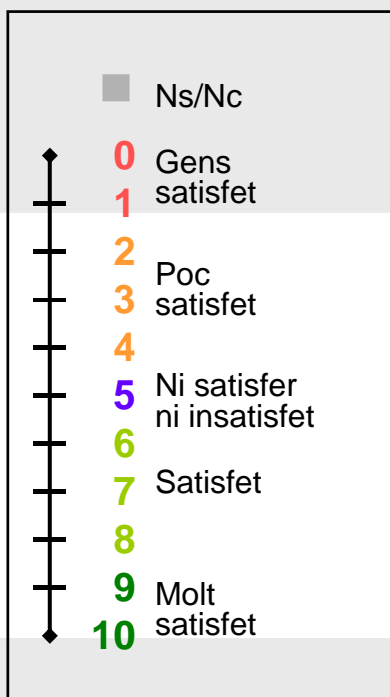 Ns/Nc
0 Gens
satisfet
1
2
Poc
3 satisfet
4
5 Ni satisfer
ni insatisfet
6
7 Satisfet
8
9 Molt
10 satisfet